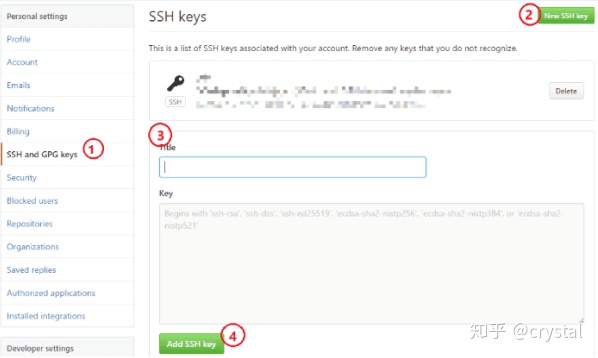 Personal settings
Profile
Account
Emails
Notifications
Billing
SSH and GPG keys
Security
Blocked users
Repositories
Organizations
Saved replies
Authorized applications
Installed integrations
Developer settings
1
SSH keys
2
New SSH key
This is a list of SSH keys associated with your account. Remove any keys that you do not recognize.
SSH
Delete
3
Title
Key
Begins with 'ssh-rsa', 'ssh-dss', 'ssh-ed25519', 'ecdsa-sha2-nistp256', 'ecdsa-sha2-nistp384', or 'ecdsa-sha2-
nistp521'
4
Add SSH key
知乎 @crystal